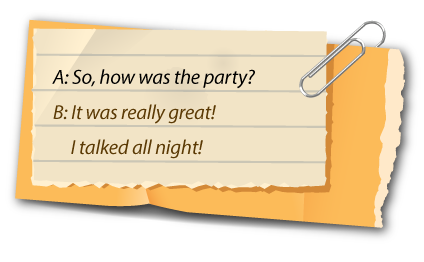 A: So, how was the party?
B: It was really great!
I talked all night!